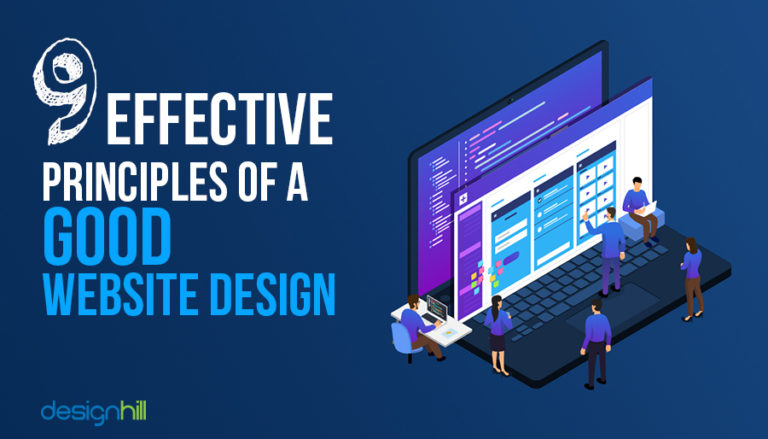 9 EFFECTIVE
PRINCIPLES OF A
GOOD
WEBSITE DESIGN
designhill